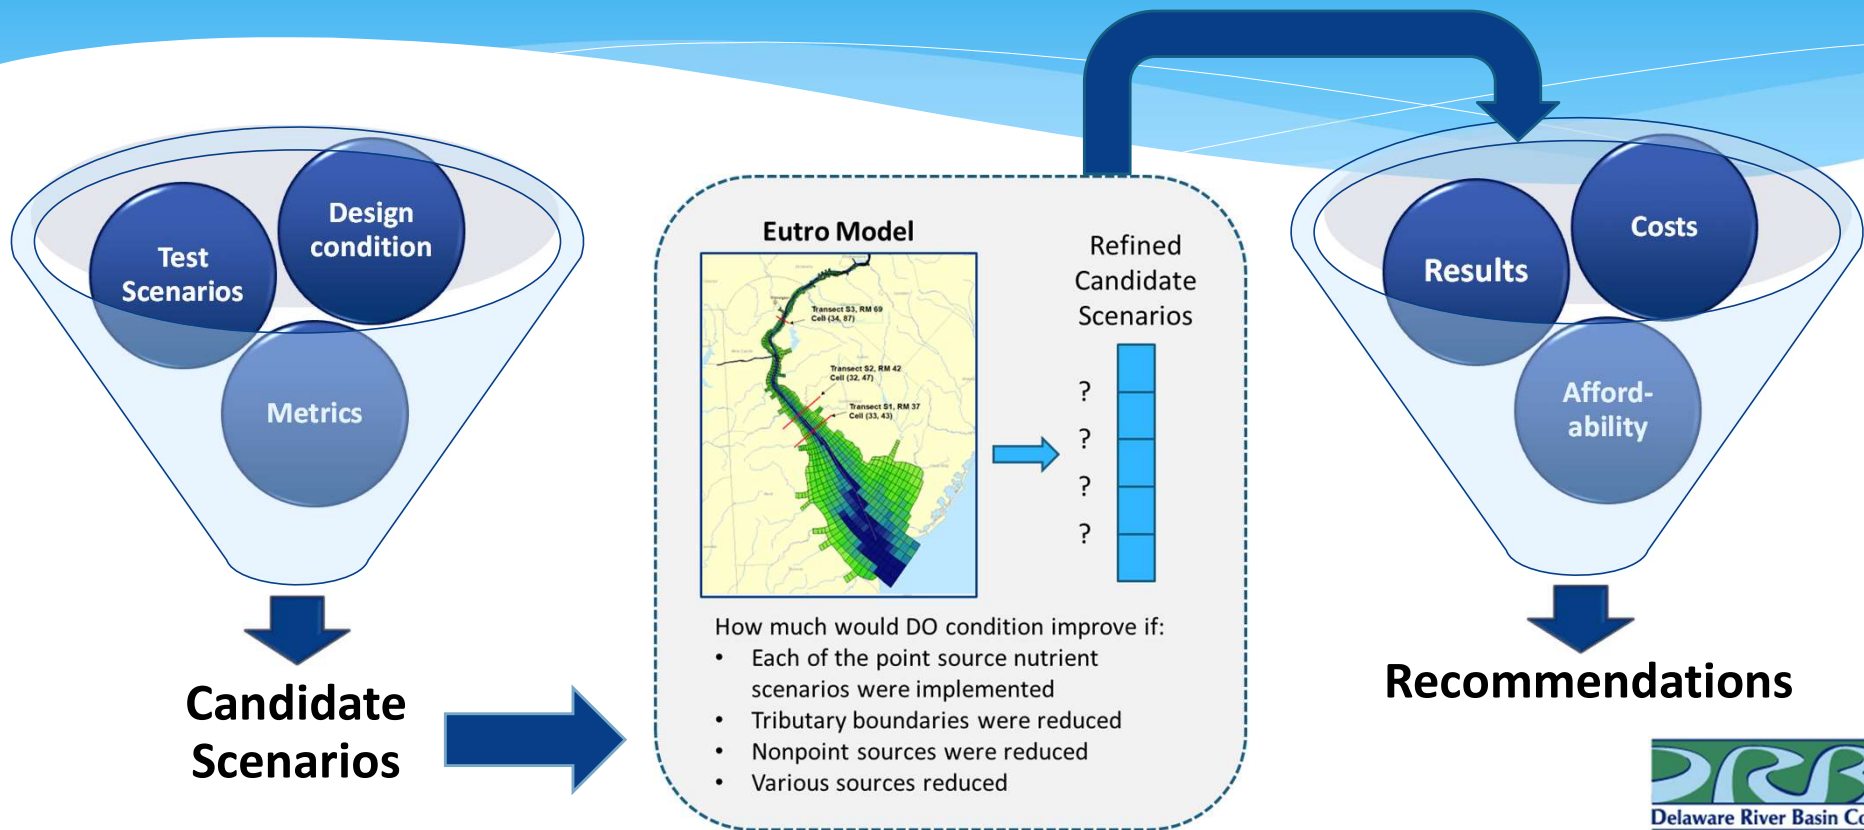 Test
Scenarios
Design
condition
Metrics
Candidate
Scenarios
Eutro Model
Transect S3, RM 69
Cell (34, 87)
Transect S2, RM 42
Cell (32, 47)
Transect S1, RM 37
Cell (33, 43)
Refined
Candidate
Scenarios
?
?
?
?
How much would DO condition improve if:
• Each of the point source nutrient
scenarios were implemented
• Tributary boundaries were reduced
• Nonpoint sources were reduced
• Various sources reduced
Results
Costs
Afford-
ability
Recommendations
DRB
Delaware River Basin Co